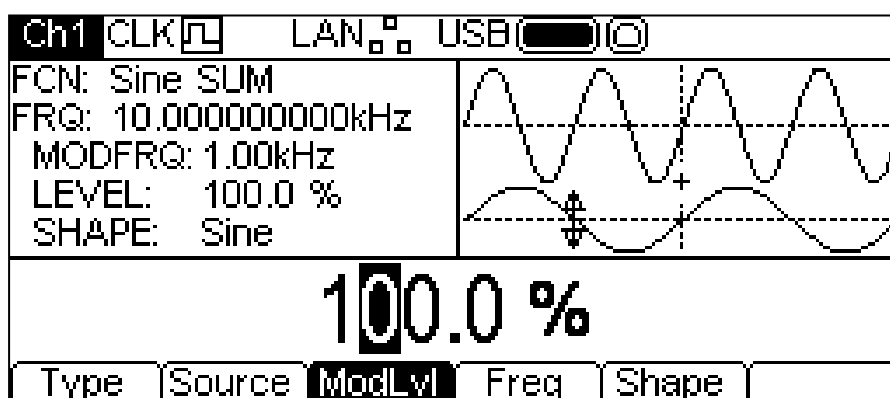 Ch1 CLK LAN USB
FCN: Sine SUM
FRQ: 10.000000000kHz
MODFRQ: 1.00kHz
LEVEL: 100.0 %
SHAPE: Sine
100.0 %
Type Source ModLvl Freq Shape